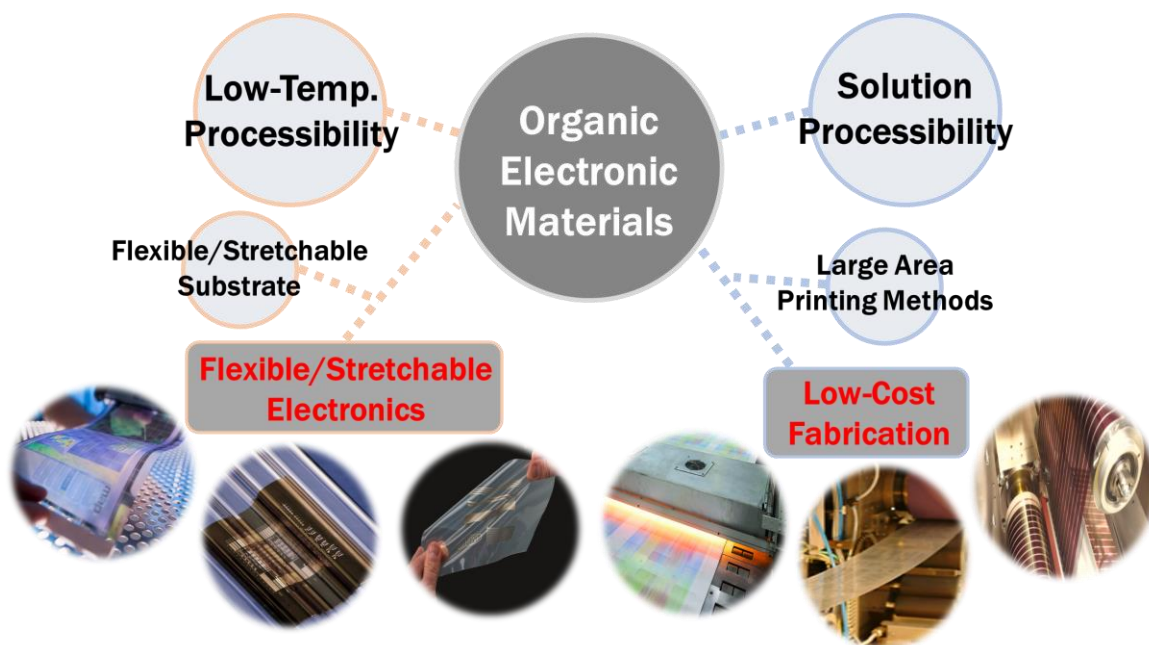 Low-Temp.
Processibility
Organic
Electronic
Materials
Solution
Processibility
Flexible/Stretchable
Substrate
Large Area
Printing Methods
Flexible/Stretchable
Electronics
Low-Cost
Fabrication